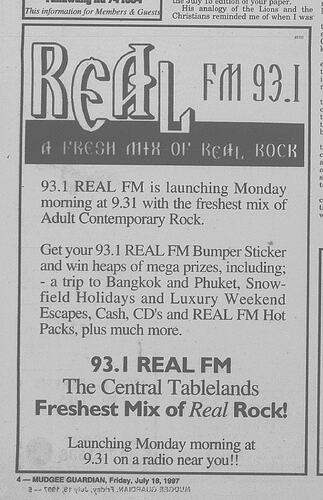 This information for Members & Guests
the July 18 edition of your paper.
His analogy of the Lions and the
Christians reminded me of when I was
REAL FM 93.1
A FRESH MIX OF REAL ROCK
93.1 REAL FM is launching Monday
morning at 9.31 with the freshest mix of
Adult Contemporary Rock.
Get your 93.1 REAL FM Bumper Sticker
and win heaps of mega prizes, including;
- a trip to Bangkok and Phuket, Snow-
field Holidays and Luxury Weekend
Escapes, Cash, CD's and REAL FM Hot
Packs, plus much more.
93.1 REAL FM
The Central Tablelands
Freshest Mix of Real Rock!
Launching Monday morning at
9.31 on a radio near you!!
4 — MUDGEE GUARDIAN, Friday, July 18, 1997